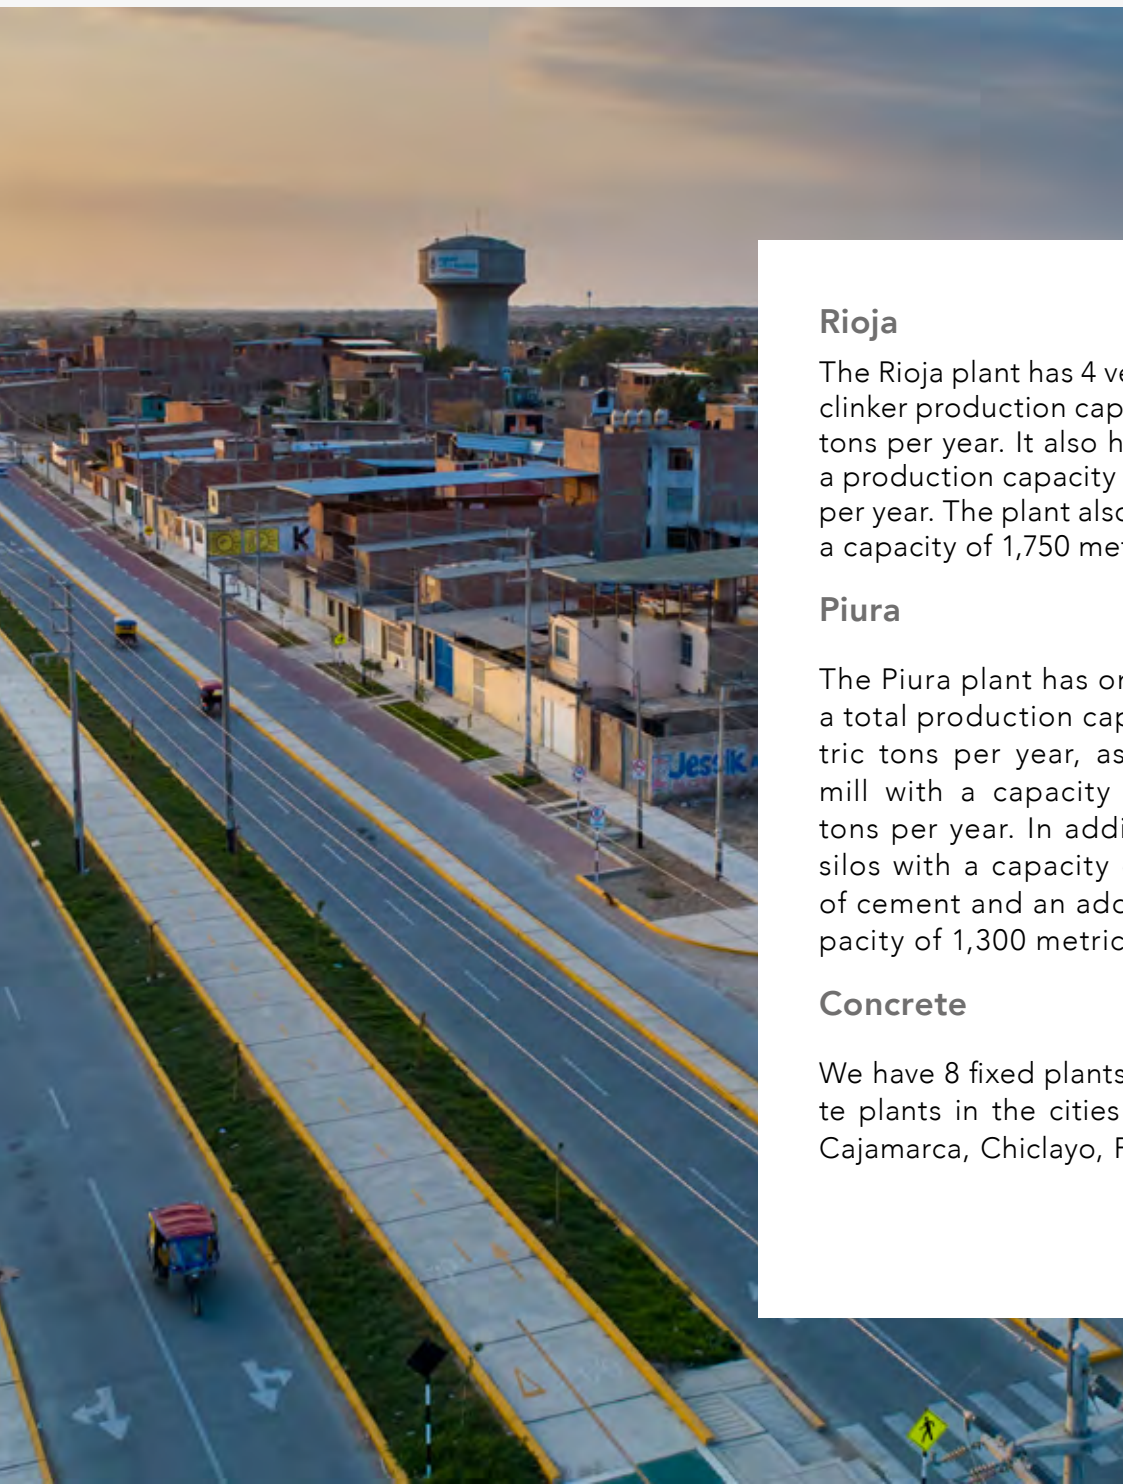 Rioja
The Rioja plant has 4 ve
clinker production cap
tons per year. It also h
a production capacity
per year. The plant also
a capacity of 1,750 met
Piura
The Piura plant has or
a total production cap
tric tons per year, as
mill with a capacity
tons per year. In addi
silos with a capacity
of cement and an add
pacity of 1,300 metric
Concrete
We have 8 fixed plants
te plants in the cities
Cajamarca, Chiclayo, P
K
Jessik